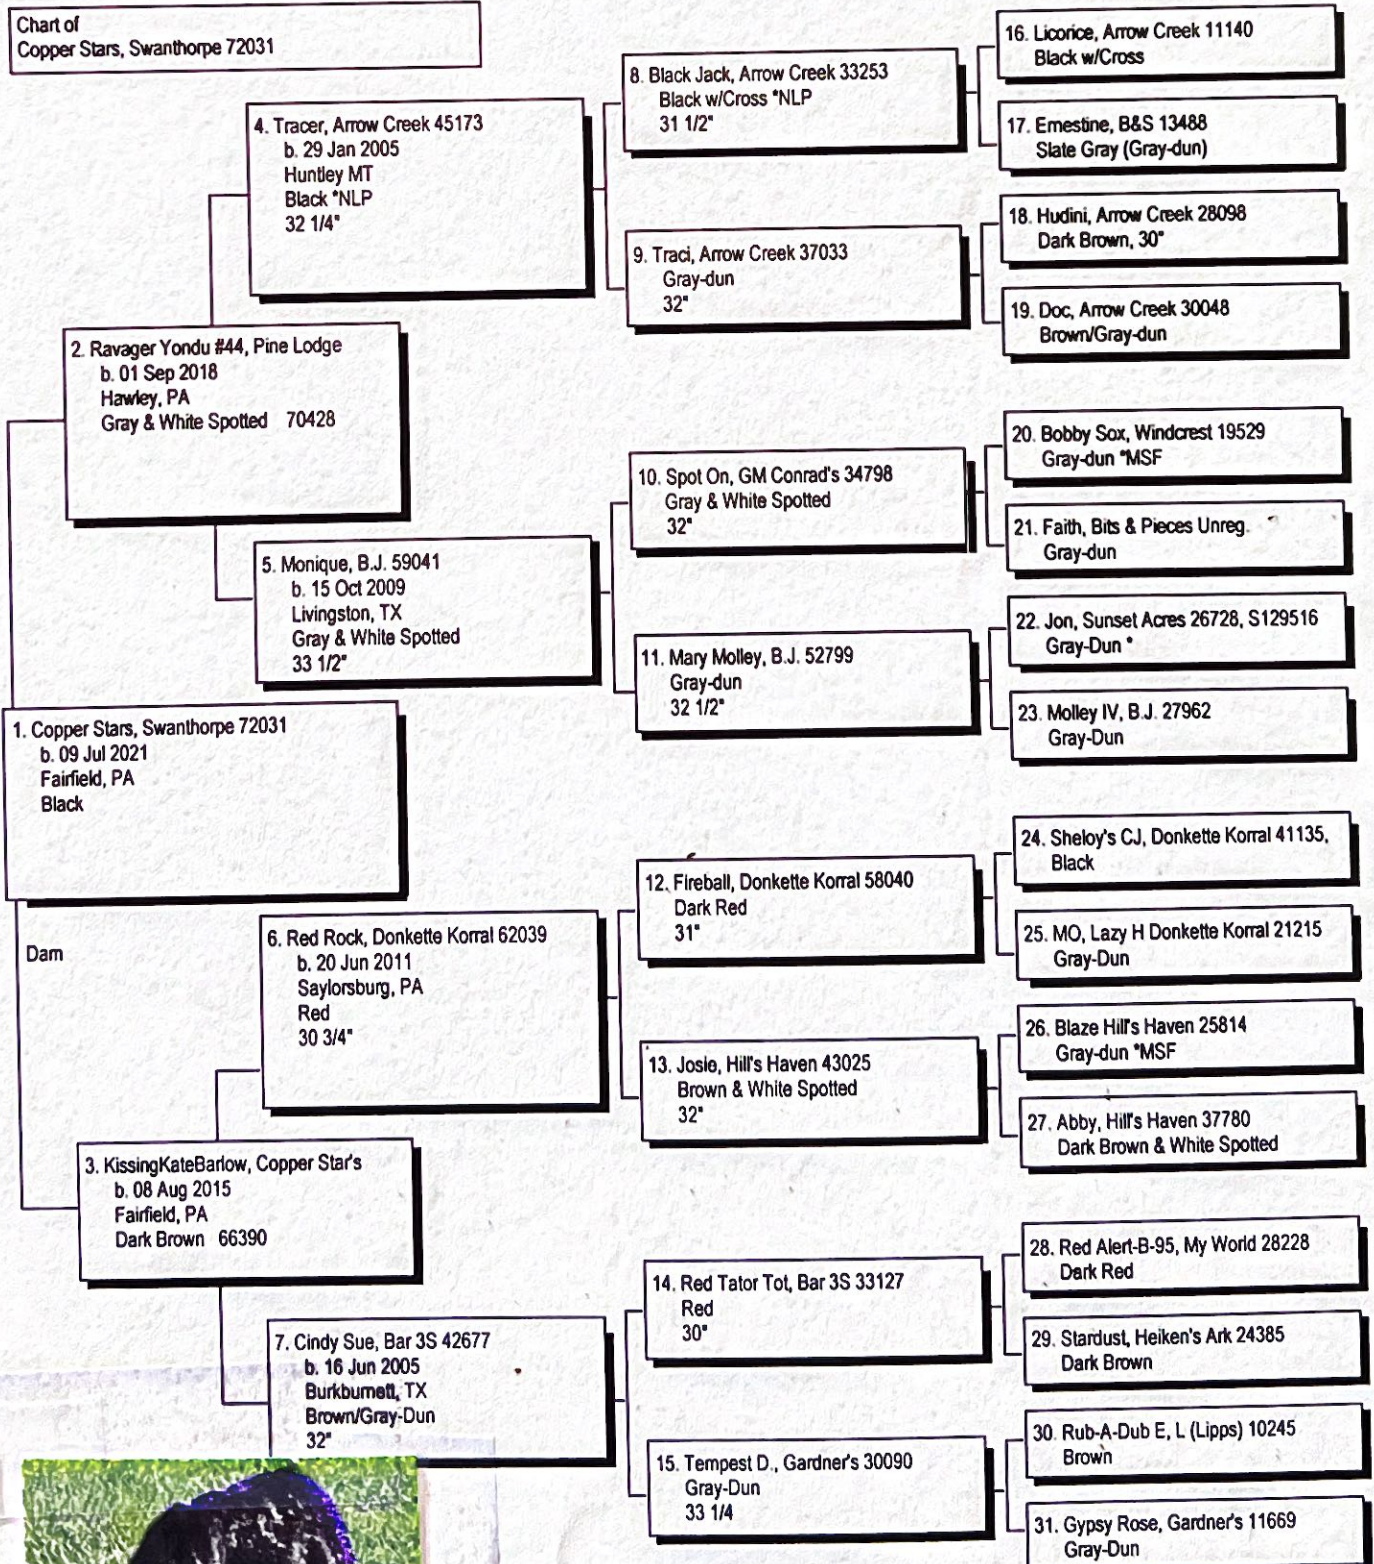 Chart of
Copper Stars, Swanthorpe 72031
1. Copper Stars, Swanthorpe 72031
b. 09 Jul 2021
Fairfield, PA
Black
Dam
2. Ravager Yondu #44, Pine Lodge
b. 01 Sep 2018
Hawley, PA
Gray & White Spotted 70428
3. KissingKateBarlow, Copper Star's
b. 08 Aug 2015
Fairfield, PA
Dark Brown 66390
4. Tracer, Arrow Creek 45173
b. 29 Jan 2005
Huntley MT
Black *NLP
32 1/4"
5. Monique, B.J. 59041
b. 15 Oct 2009
Livingston, TX
Gray & White Spotted
33 1/2"
6. Red Rock, Donkette Korral 62039
b. 20 Jun 2011
Saylorsburg, PA
Red
30 3/4"
7. Cindy Sue, Bar 3S 42677
b. 16 Jun 2005
Burkburnett, TX
Brown/Gray-Dun
32"
8. Black Jack, Arrow Creek 33253
Black w/Cross *NLP
31 1/2"
9. Traci, Arrow Creek 37033
Gray-dun
32"
10. Spot On, GM Conrad's 34798
Gray & White Spotted
32"
11. Mary Molley, B.J. 52799
Gray-dun
32 1/2"
12. Fireball, Donkette Korral 58040
Dark Red
31"
13. Josie, Hill's Haven 43025
Brown & White Spotted
32"
14. Red Tator Tot, Bar 3S 33127
Red
30"
15. Tempest D., Gardner's 30090
Gray-Dun
33 1/4
16. Licorice, Arrow Creek 11140
Black w/Cross
17. Ernestine, B&S 13488
Slate Gray (Gray-dun)
18. Hudini, Arrow Creek 28098
Dark Brown, 30"
19. Doc, Arrow Creek 30048
Brown/Gray-dun
20. Bobby Sox, Windcrest 19529
Gray-dun *MSF
21. Faith, Bits & Pieces Unreg.
Gray-dun
22. Jon, Sunset Acres 26728, S129516
Gray-Dun *
23. Molley IV, B.J. 27962
Gray-Dun
24. Sheloy's CJ, Donkette Korral 41135,
Black
25. MO, Lazy H Donkette Korral 21215
Gray-Dun
26. Blaze Hill's Haven 25814
Gray-dun *MSF
27. Abby, Hill's Haven 37780
Dark Brown & White Spotted
28. Red Alert-B-95, My World 28228
Dark Red
29. Stardust, Heiken's Ark 24385
Dark Brown
30. Rub-A-Dub E, L (Lipps) 10245
Brown
31. Gypsy Rose, Gardner's 11669
Gray-Dun